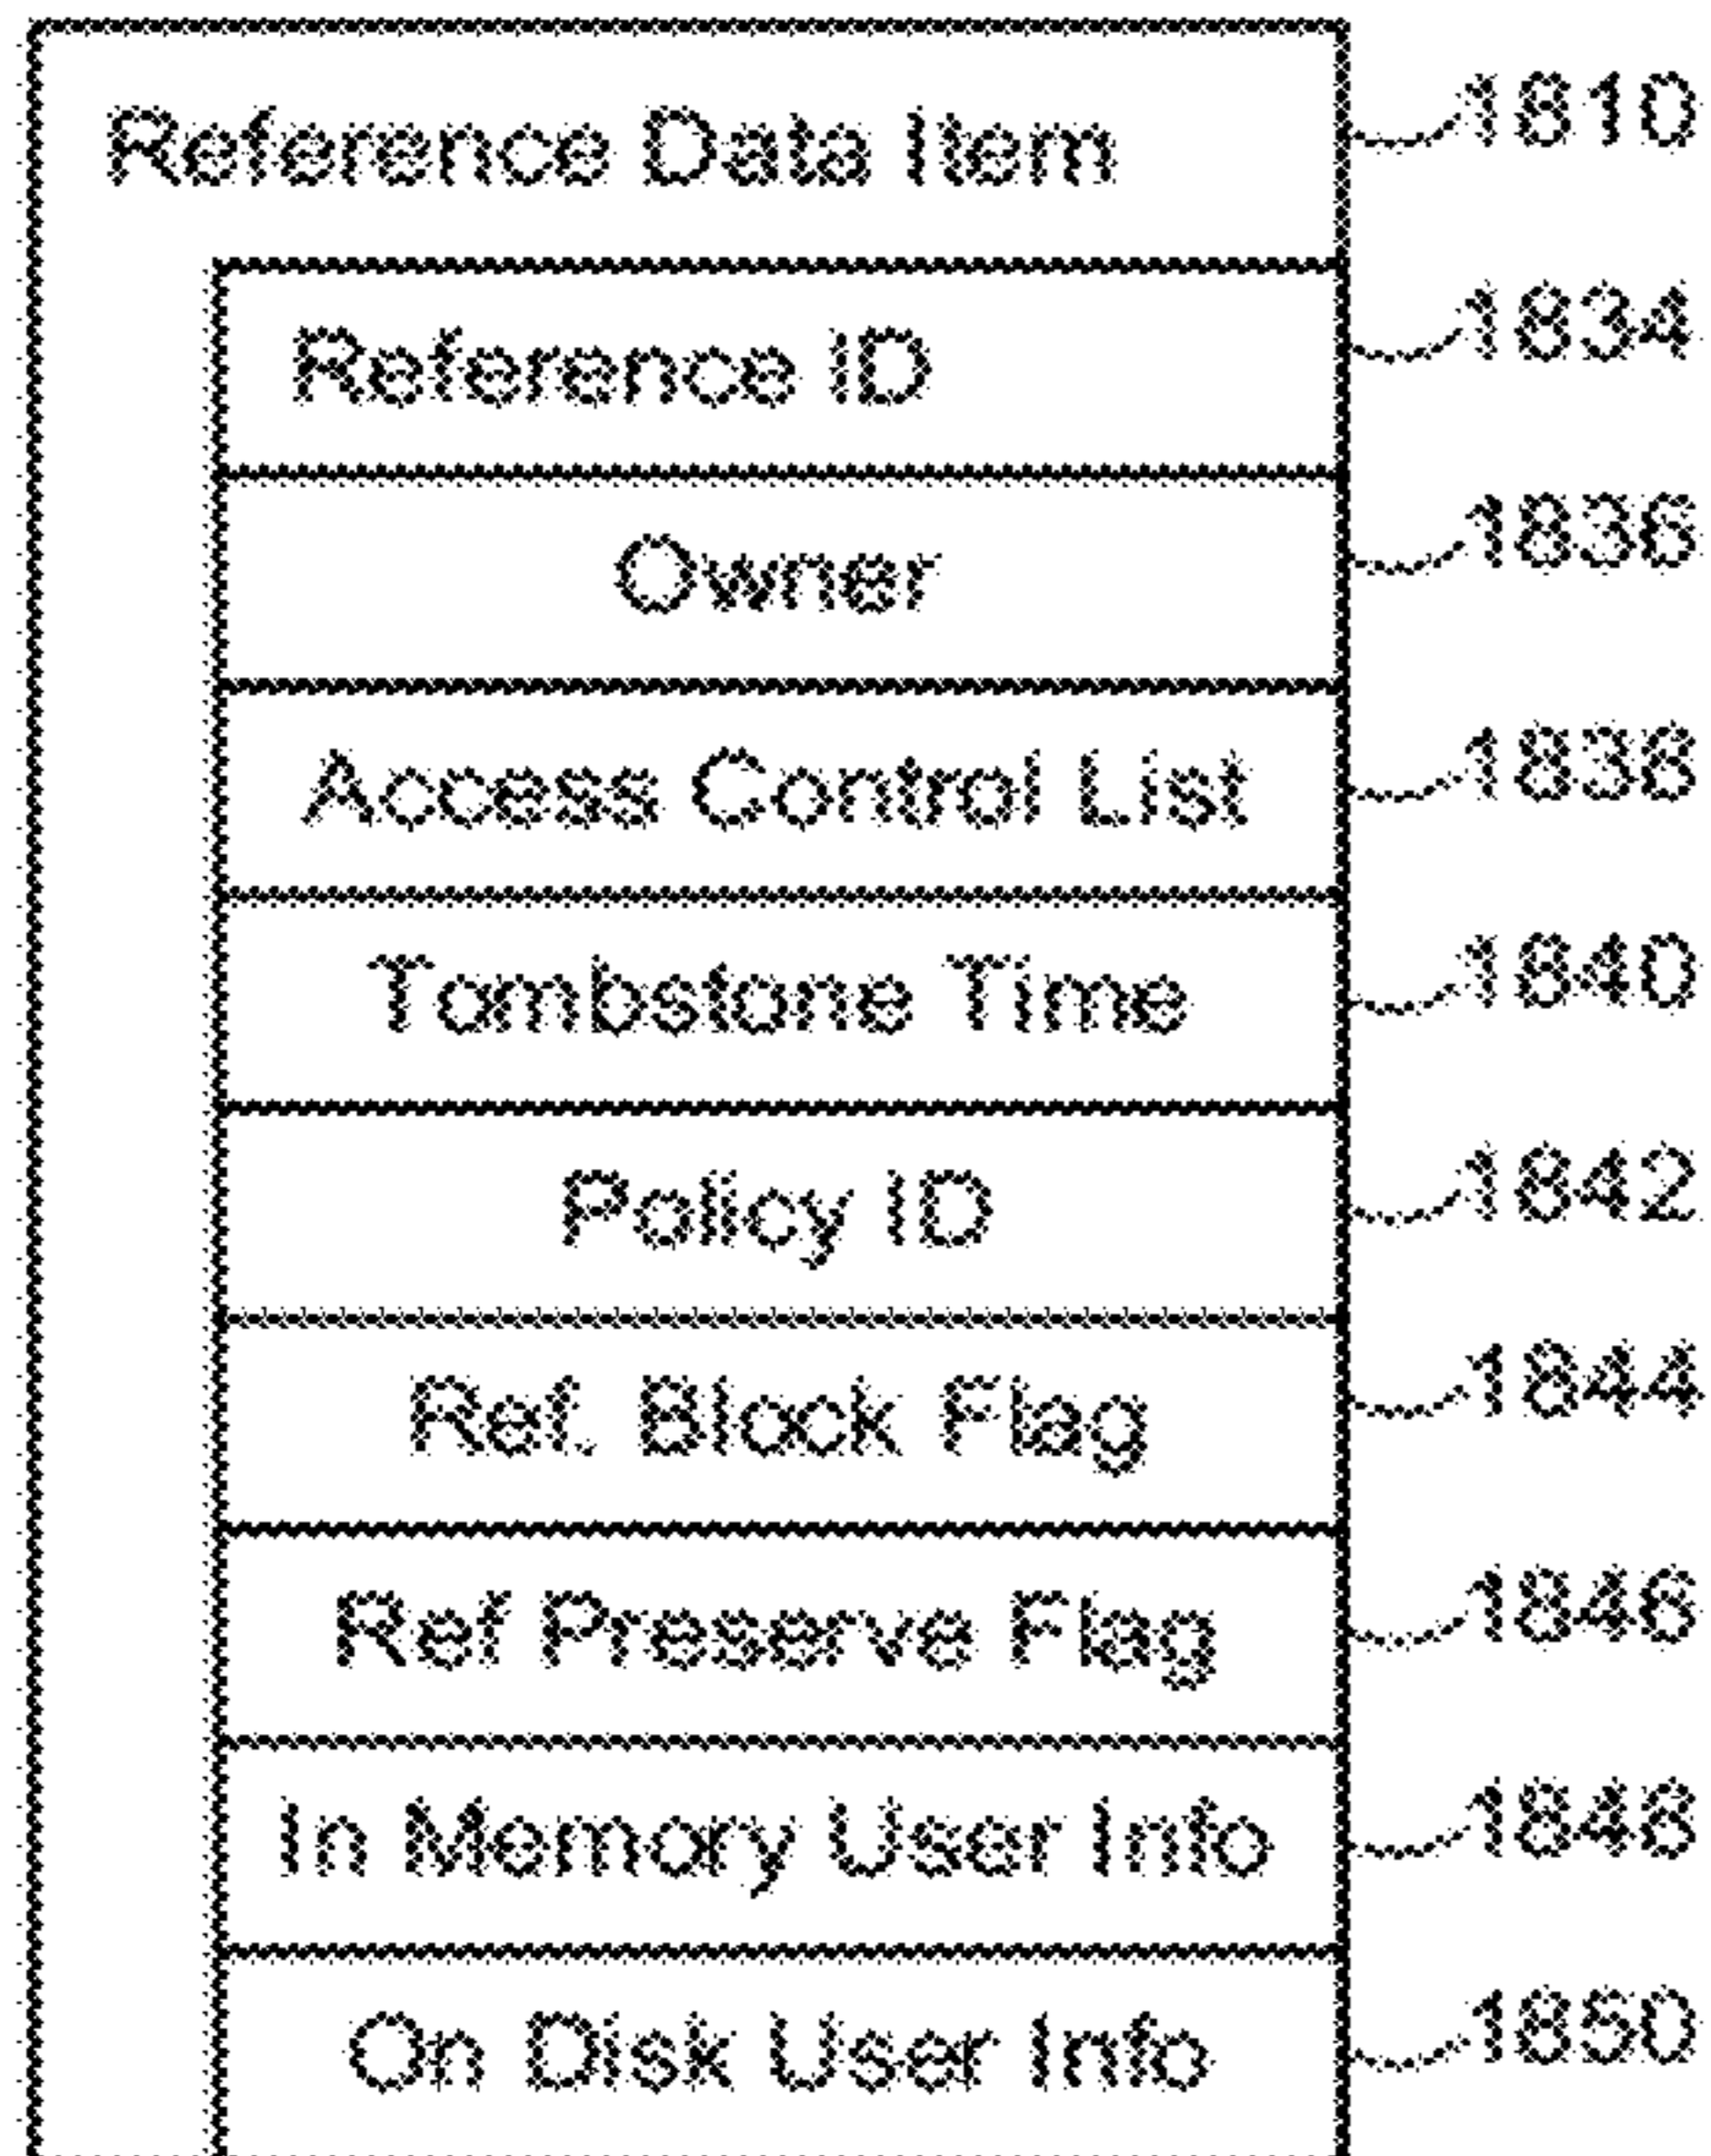 Reference Data Item 1810
Reference ID 1834
Owner 1836
Access Control List 1838
Tombstone Time 1840
Policy ID 1842
Ref. Block Flag 1844
Ref Preserve Flag 1846
In Memory User Info 1848
On Disk User Info 1850